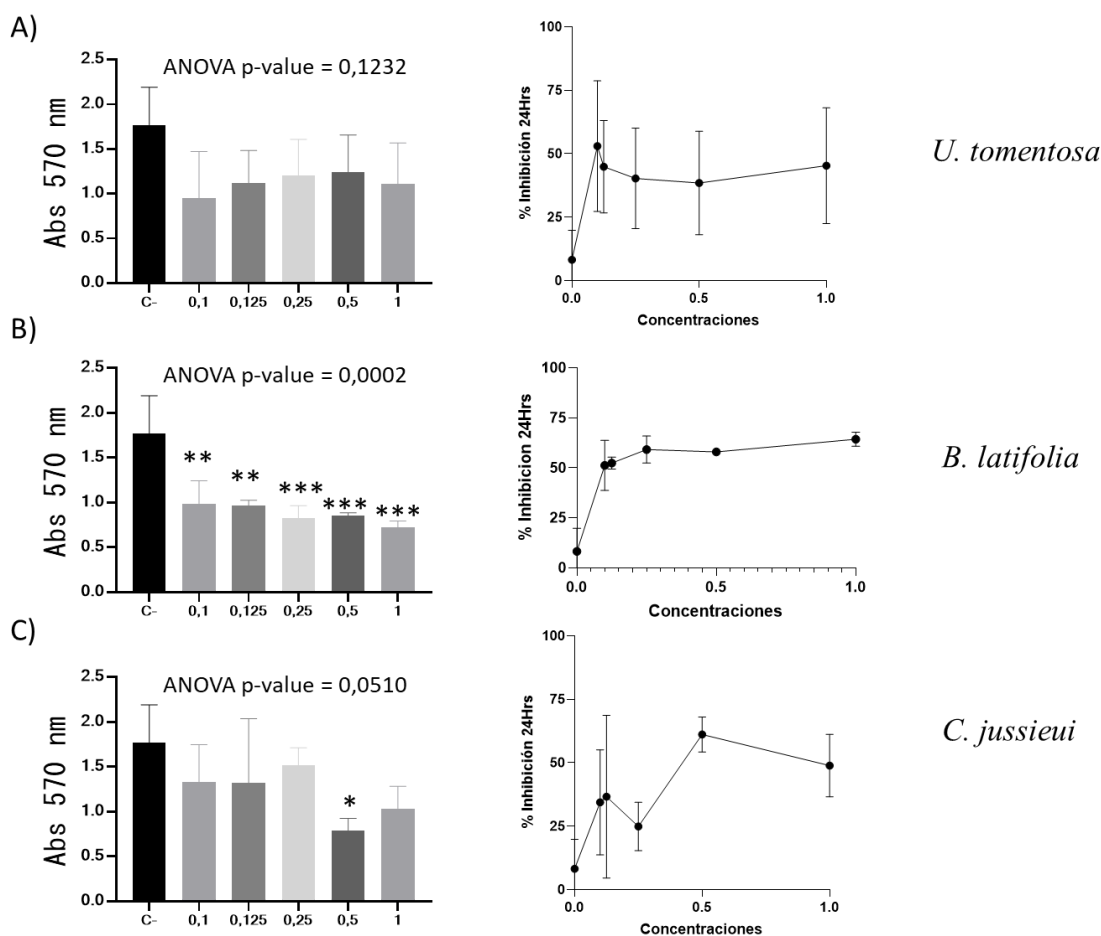 A)
ANOVA p-value = 0,1232
Abs 570 nm
2.5
2.0
1.5
1.0
0.5
0.0
C- 0,1 0,125 0,25 0,5 1
% Inhibición 24Hrs
100
75
50
25
0
0.0 0.5 1.0
Concentraciones
U. tomentosa
B)
ANOVA p-value = 0,0002
Abs 570 nm
2.5
2.0
1.5
1.0
0.5
0.0
** ** *** *** ***
C- 0,1 0,125 0,25 0,5 1
% Inhibicion 24Hrs
100
75
50
25
0
0.0 0.5 1.0
Concentraciones
B. latifolia
C)
ANOVA p-value = 0,0510
Abs 570 nm
2.5
2.0
1.5
1.0
0.5
0.0
*
C- 0,1 0,125 0,25 0,5 1
% Inhibición 24Hrs
100
75
50
25
0
0.0 0.5 1.0
Concentraciones
C. jussieui